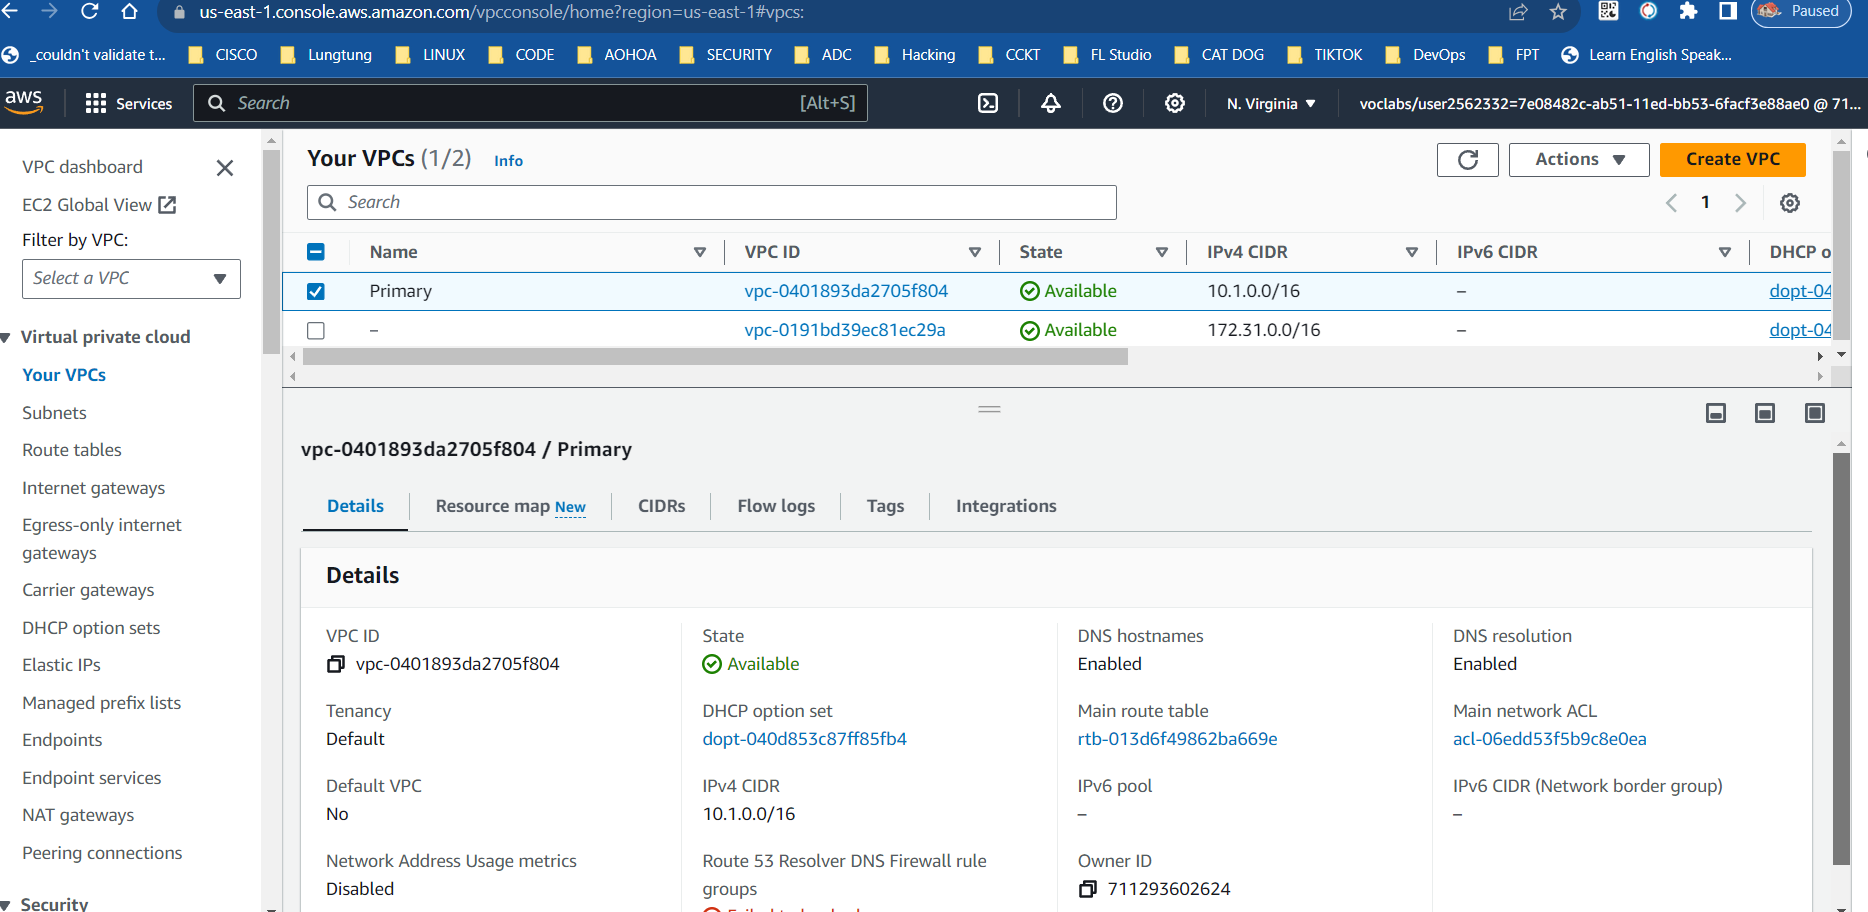 us-east-1.console.aws.amazon.com/vpcconsole/home?region=us-east-1#vpcs:
Paused
_couldn't validate t...
CISCO
Lungtung
LINUX
CODE
AOHOA
SECURITY
ADC
Hacking
CCKT
FL Studio
CAT DOG
TIKTOK
DevOps
FPT
Learn English Speak...
aws
Services
Search
[Alt+S]
N. Virginia
voclabs/user2562332=7e08482c-ab51-11ed-bb53-6facf3e88ae0 @ 71...
VPC dashboard
EC2 Global View
Filter by VPC:
Select a VPC
Virtual private cloud
Your VPCs
Subnets
Route tables
Internet gateways
Egress-only internet
gateways
Carrier gateways
DHCP option sets
Elastic IPs
Managed prefix lists
Endpoints
Endpoint services
NAT gateways
Peering connections
Security
Your VPCs (1/2) Info
Actions
Create VPC
Search
1
Name VPC ID State IPv4 CIDR IPv6 CIDR DHCP o
Primary vpc-0401893da2705f804 Available 10.1.0.0/16 – dopt-04
– vpc-0191bd39ec81ec29a Available 172.31.0.0/16 – dopt-04
vpc-0401893da2705f804 / Primary
Details
Resource map New
CIDRs
Flow logs
Tags
Integrations
Details
VPC ID
vpc-0401893da2705f804
State
Available
DNS hostnames
Enabled
DNS resolution
Enabled
Tenancy
Default
DHCP option set
dopt-040d853c87ff85fb4
Main route table
rtb-013d6f49862ba669e
Main network ACL
acl-06edd53f5b9c8e0ea
Default VPC
No
IPv4 CIDR
10.1.0.0/16
IPv6 pool
–
IPv6 CIDR (Network border group)
–
Network Address Usage metrics
Disabled
Route 53 Resolver DNS Firewall rule
groups
Owner ID
711293602624